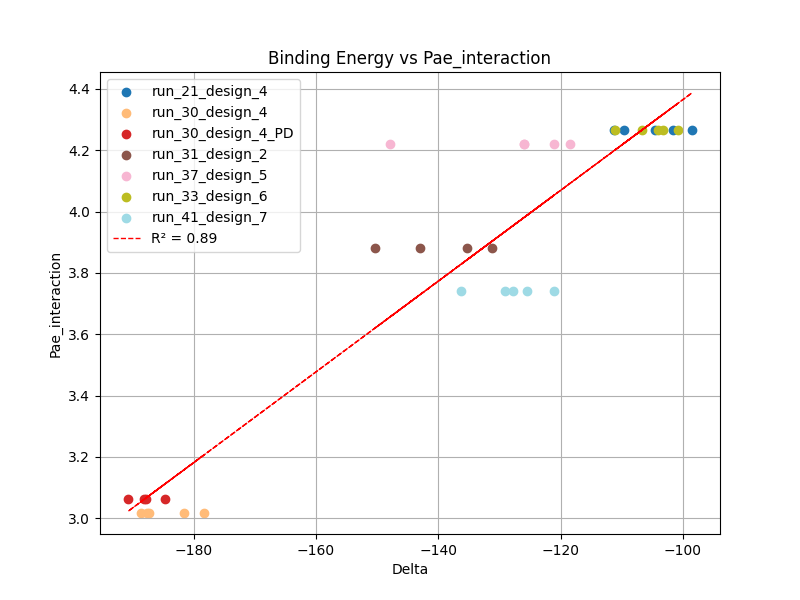 Binding Energy vs Pae_interaction
run_21_design_4
run_30_design_4
run_30_design_4_PD
run_31_design_2
run_37_design_5
run_33_design_6
run_41_design_7
R² = 0.89
4.4
4.2
4.0
3.8
3.6
3.4
3.2
3.0
Pae_interaction
−180
−160
−140
−120
−100
Delta